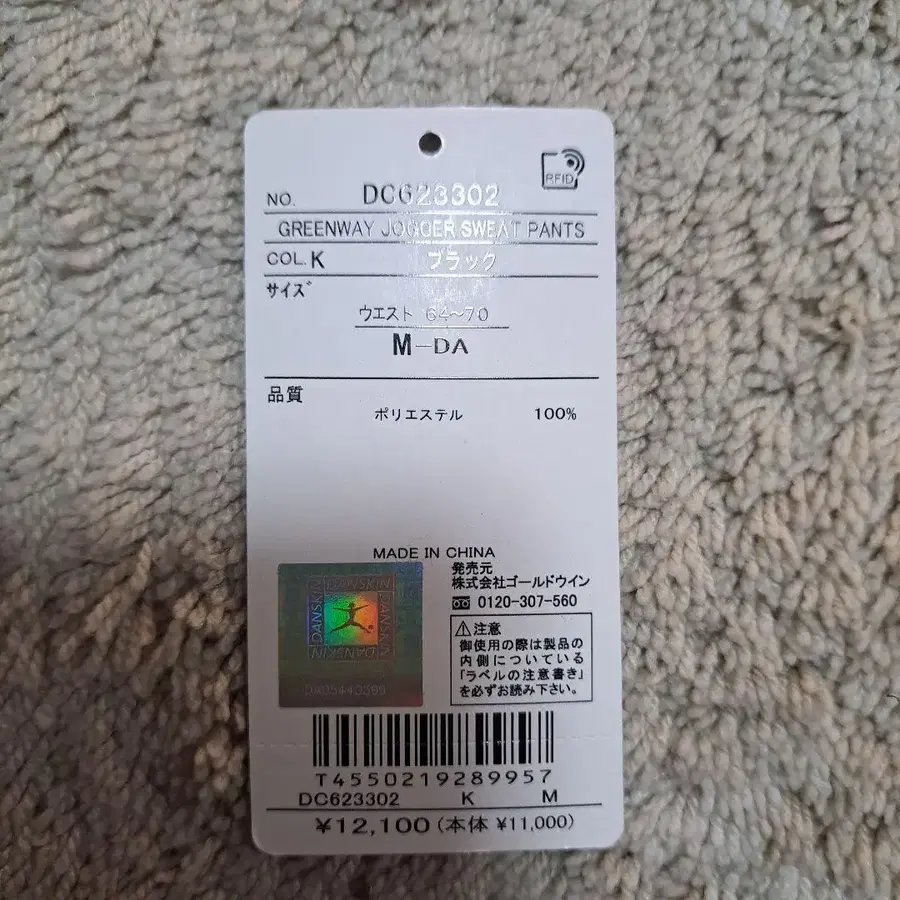 RFID
NO. DC623302
GREENWAY JOGGER SWEAT PANTS
COL.K ブラック
サイズ
ウエスト 64~70
M-DA
品質
ポリエステル 100%
MADE IN CHINA
発売元
株式会社ゴールドウイン
0120-307-560
DANSKIN
DANSKIN
DANSKIN
DANSKIN
⚠注意
御使用の際は製品の
内側についている
「ラベルの注意書き」
を必ずお読み下さい。
T4550219289957
DC623302 K M
¥12,100(本体 ¥11,000)